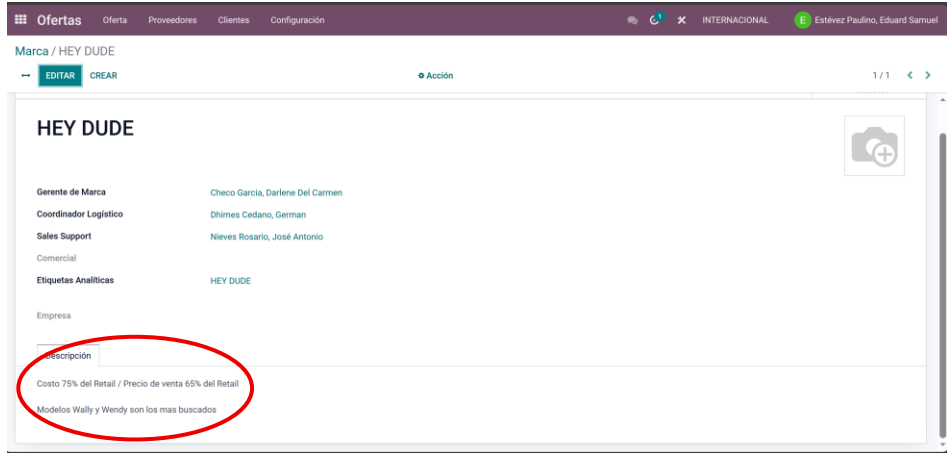 Ofertas Oferta Proveedores Clientes Configuración 1 INTERNACIONAL E Estévez Paulino, Eduard Samuel
Marca / HEY DUDE
EDITAR CREAR Acción 1 / 1
HEY DUDE
Gerente de Marca Checo Garcia, Darlene Del Carmen
Coordinador Logístico Dhimes Cedano, German
Sales Support Nieves Rosario, José Antonio
Comercial
Etiquetas Analíticas HEY DUDE
Empresa
Descripción
Costo 75% del Retail / Precio de venta 65% del Retail
Modelos Wally y Wendy son los mas buscados